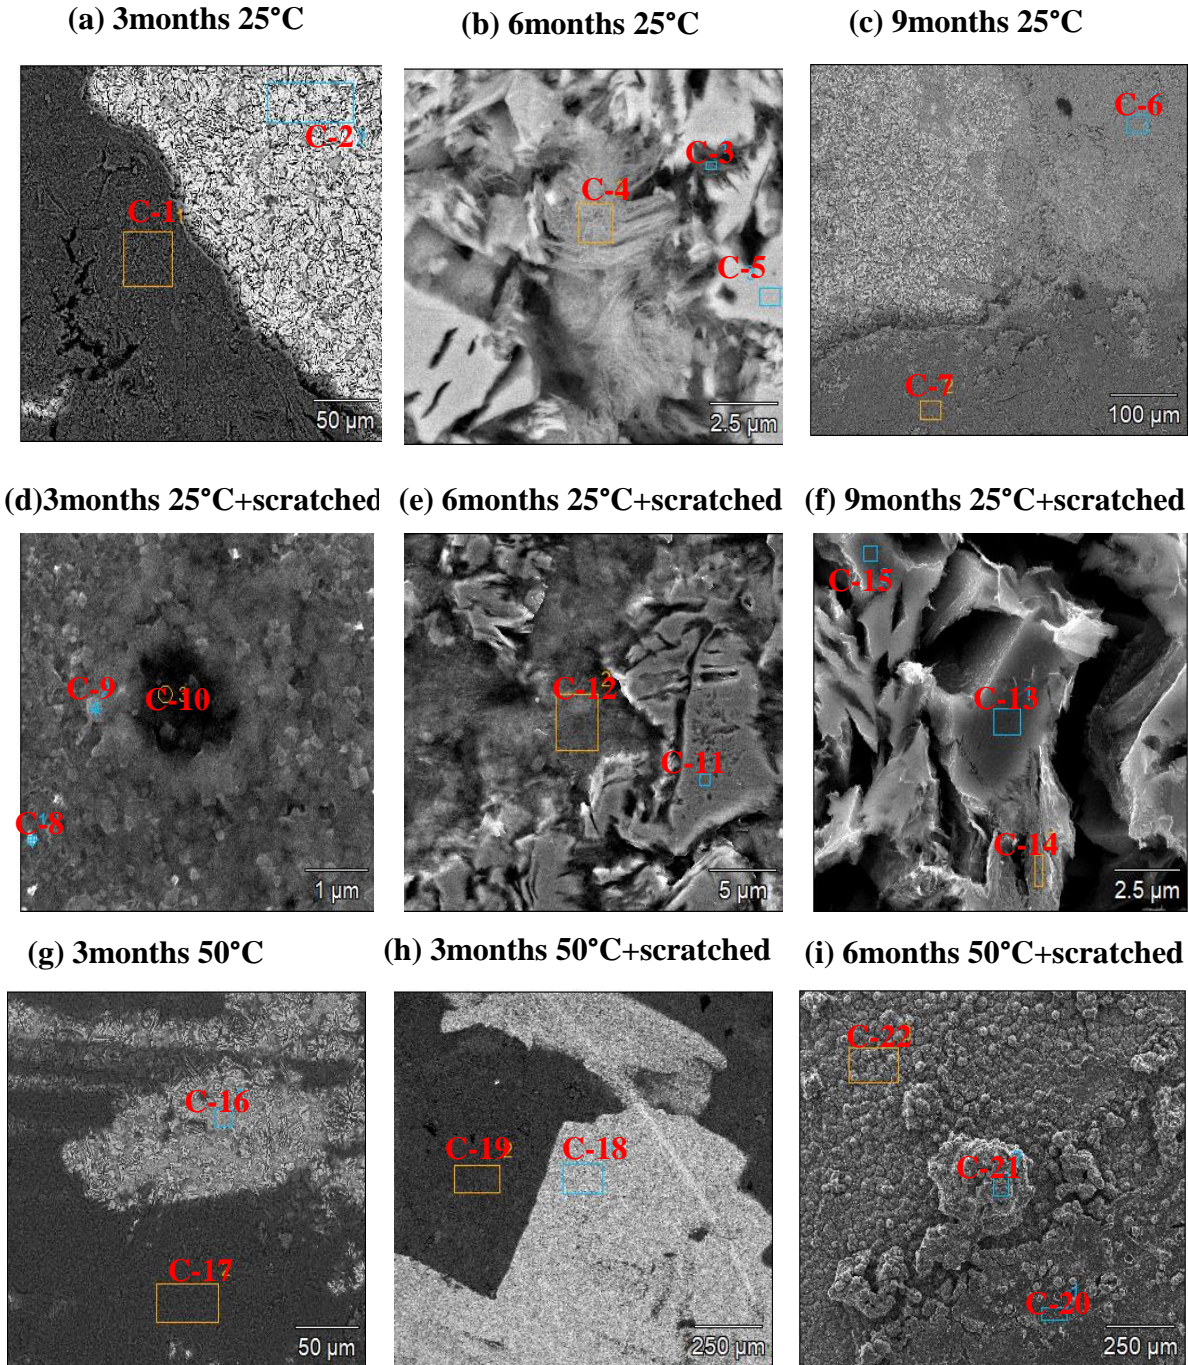 (a) 3months 25°C
(b) 6months 25°C
(c) 9months 25°C
C-2
C-1
50 µm
C-3
C-4
C-5
2.5 µm
C-6
C-7
100 µm
(d)3months 25°C+scratched
(e) 6months 25°C+scratched
(f) 9months 25°C+scratched
C-9
C-10
C-8
1 µm
2
C-12
C-11
5 µm
C-15
C-13
C-14
2.5 µm
(g) 3months 50°C
(h) 3months 50°C+scratched
(i) 6months 50°C+scratched
C-16
C-17
50 µm
C-19
2
C-18
250 µm
C-22
C-21
C-20
250 µm